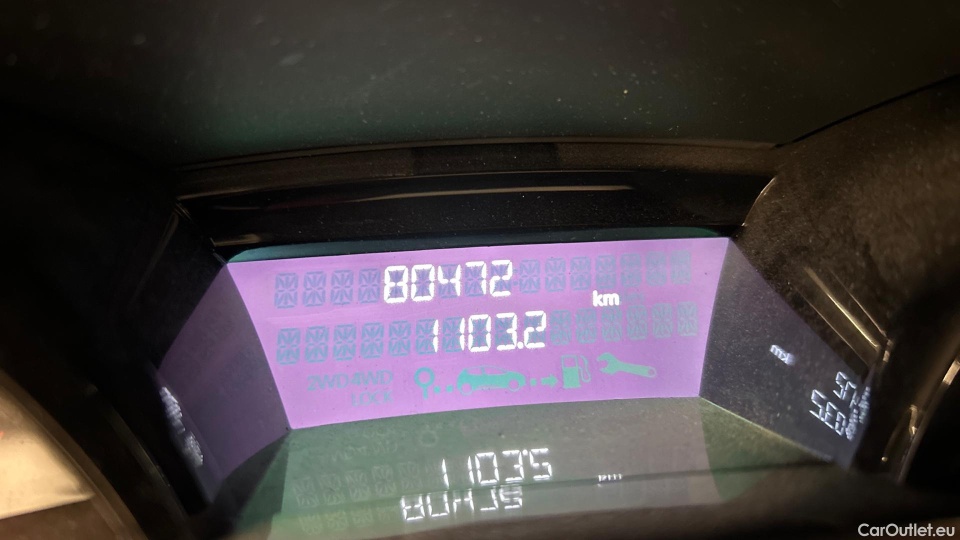 80472
km
1103.2
2WD 4WD
LOCK
CarOutlet.eu